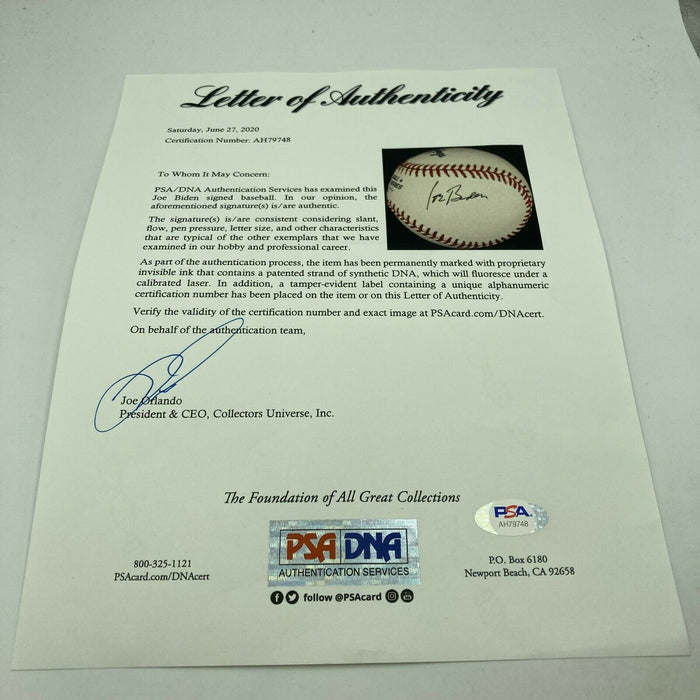 Letter of Authenticity
Saturday, June 27, 2020
Certification Number: AH79748
To Whom It May Concern:
PSA/DNA Authentication Services has examined this
Joe Biden signed baseball. In our opinion, the
aforementioned signature(s) is/are authentic.
The signature(s) is/are consistent considering slant,
flow, pen pressure, letter size, and other characteristics
that are typical of the other exemplars that we have
examined in our hobby and professional career.
Joe Biden
As part of the authentication process, the item has been permanently marked with proprietary
invisible ink that contains a patented strand of synthetic DNA, which will fluoresce under a
calibrated laser. In addition, a tamper-evident label containing a unique alphanumeric
certification number has been placed on the item or on this Letter of Authenticity.
Verify the validity of the certification number and exact image at PSAcard.com/DNAcert.
On behalf of the authentication team,
Joe Orlando
President & CEO, Collectors Universe, Inc.
The Foundation of All Great Collections
PSA
AH79748
PSA DNA
AUTHENTICATION SERVICES
800-325-1121
PSAcard.com/DNAcert
P.O. Box 6180
Newport Beach, CA 92658
follow @PSAcard